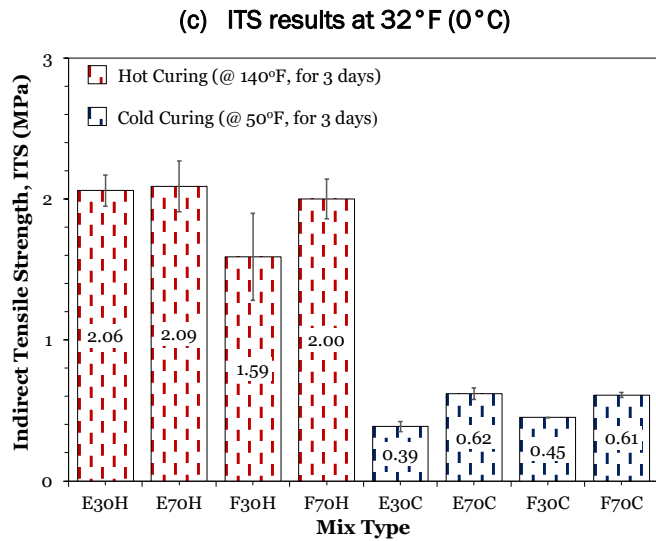 (c) ITS results at 32°F (0°C)
Indirect Tensile Strength, ITS (MPa)
3
2
1
0
Hot Curing (@ 140ºF, for 3 days)
Cold Curing (@ 50ºF, for 3 days)
2.06
2.09
1.59
2.00
0.39
0.62
0.45
0.61
E30H E70H F30H F70H E30C E70C F30C F70C
Mix Type